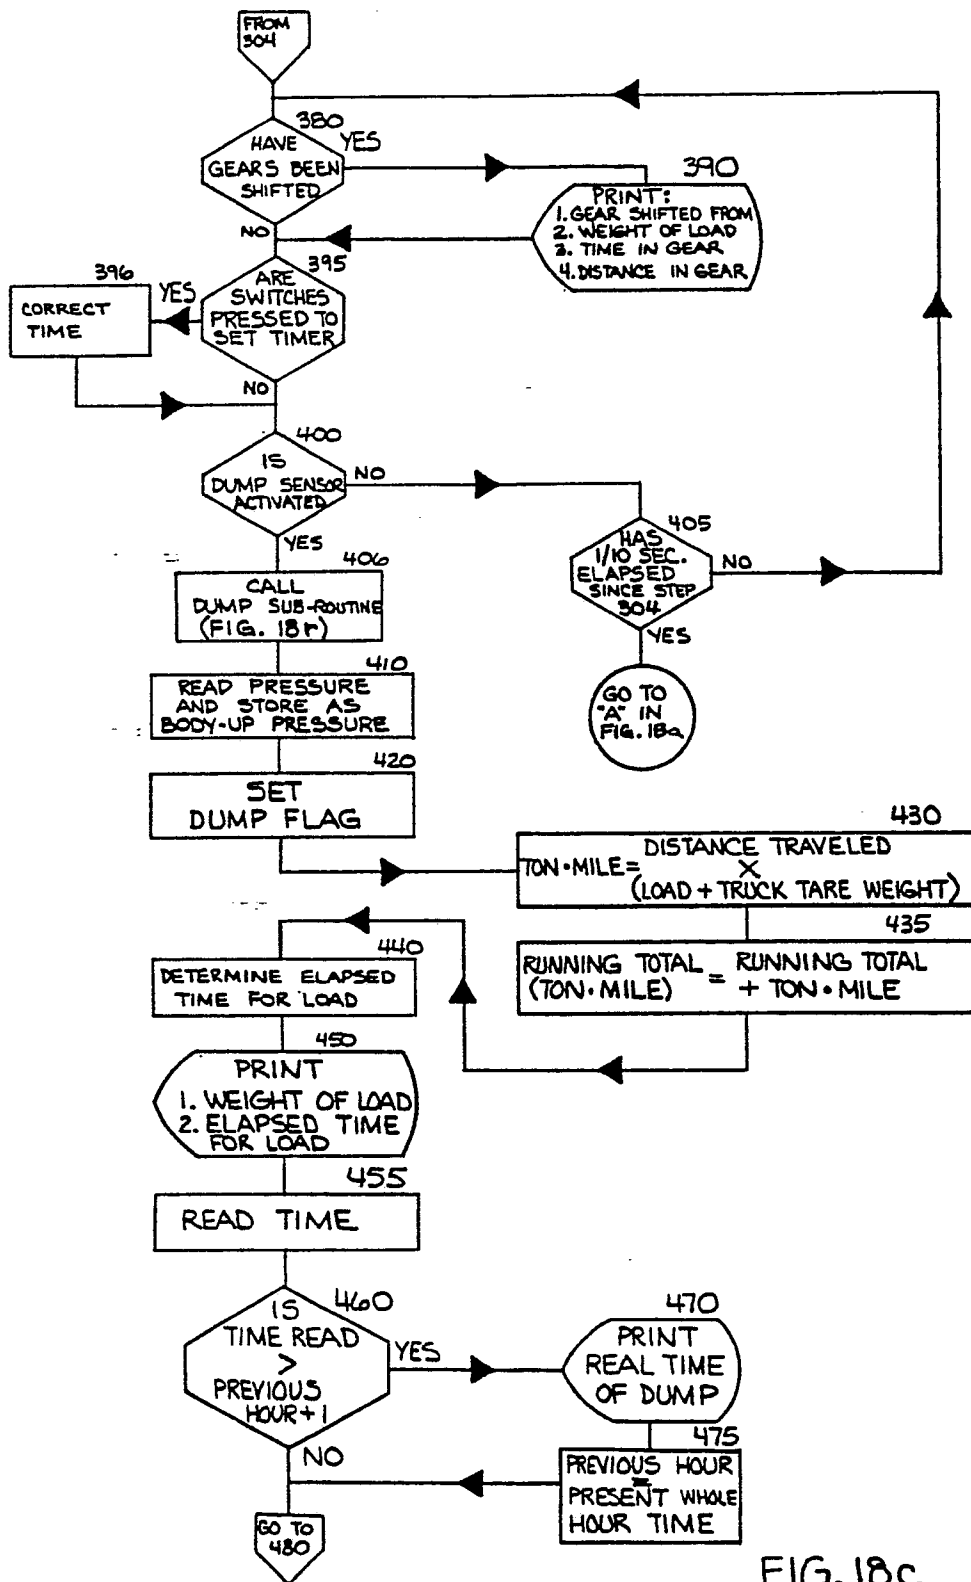 FROM
304
380
HAVE
GEARS BEEN
SHIFTED
YES
NO
390
PRINT:
1. GEAR SHIFTED FROM
2. WEIGHT OF LOAD
3. TIME IN GEAR
4. DISTANCE IN GEAR
395
ARE
SWITCHES
PRESSED TO
SET TIMER
YES
NO
396
CORRECT
TIME
400
IS
DUMP SENSOR
ACTIVATED
NO
YES
405
HAS
1/10 SEC.
ELAPSED
SINCE STEP
304
NO
YES
GO TO
"A" IN
FIG. 18a
406
CALL
DUMP SUB-ROUTINE
(FIG. 18r)
410
READ PRESSURE
AND STORE AS
BODY-UP PRESSURE
420
SET
DUMP FLAG
430
DISTANCE TRAVELED
TON·MILE= X
(LOAD + TRUCK TARE WEIGHT)
435
RUNNING TOTAL = RUNNING TOTAL
(TON·MILE) + TON·MILE
440
DETERMINE ELAPSED
TIME FOR LOAD
450
PRINT
1. WEIGHT OF LOAD
2. ELAPSED TIME
FOR LOAD
455
READ TIME
460
IS
TIME READ
>
PREVIOUS
HOUR+1
YES
NO
470
PRINT
REAL TIME
OF DUMP
475
PREVIOUS HOUR
=
PRESENT WHOLE
HOUR TIME
GO TO
480
FIG. 18c